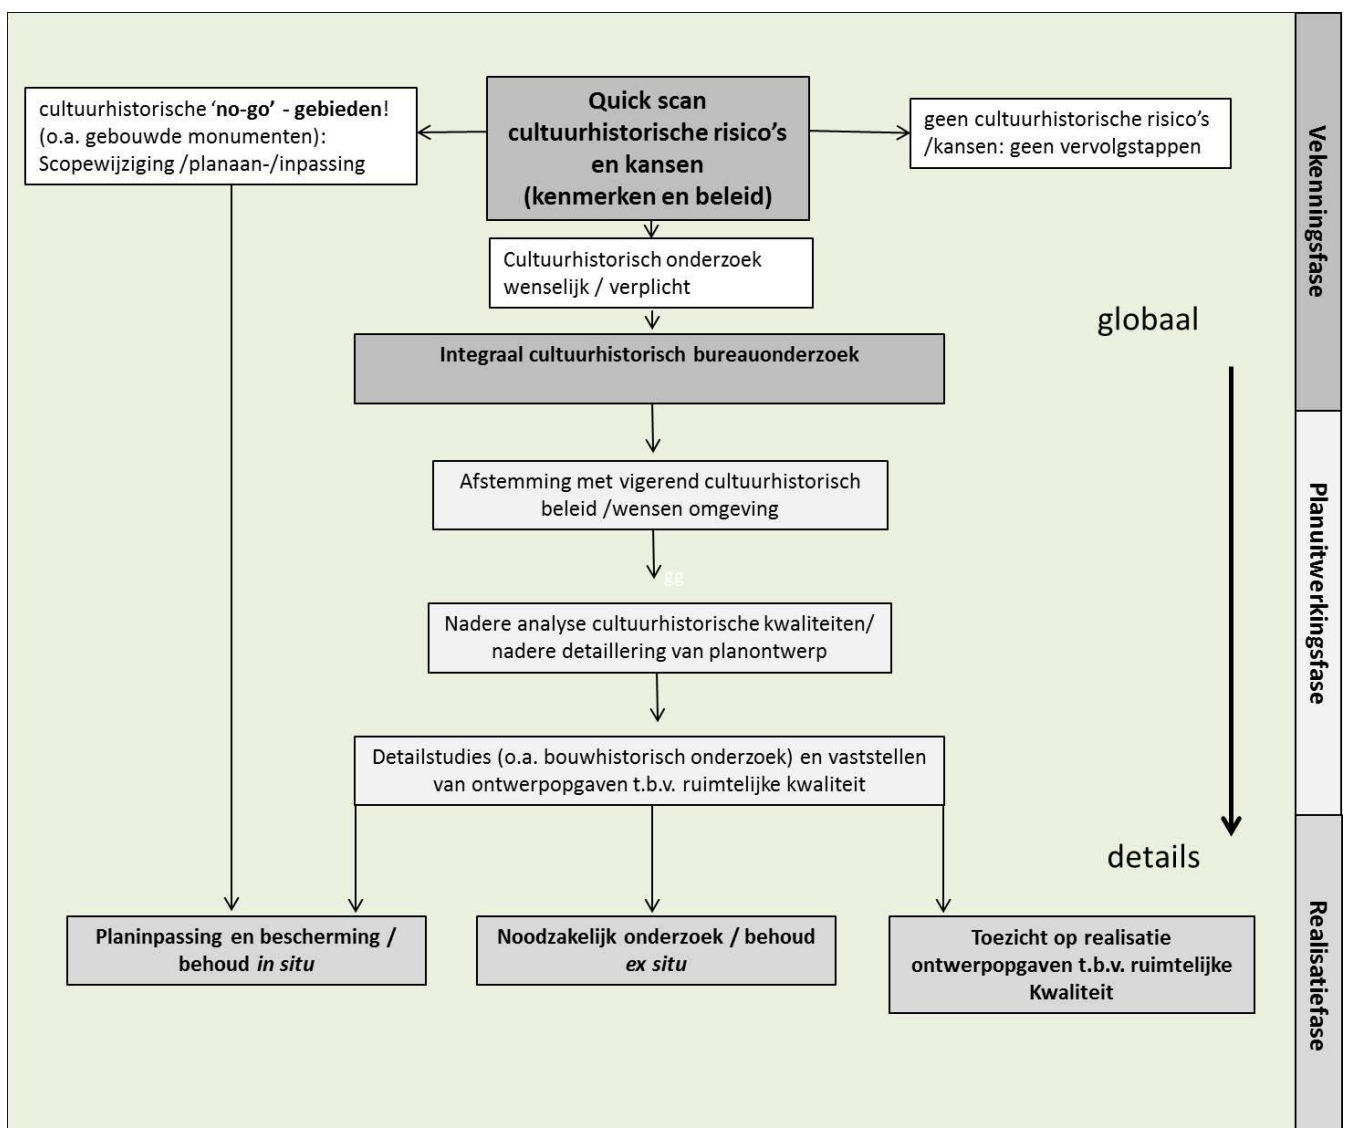 cultuurhistorische ‘no-go’ - gebieden!
(o.a. gebouwde monumenten):
Scopewijziging /planaan-/inpassing
Quick scan
cultuurhistorische risico’s
en kansen
(kenmerken en beleid)
geen cultuurhistorische risico’s
/kansen: geen vervolgstappen
Cultuurhistorisch onderzoek
wenselijk / verplicht
Integraal cultuurhistorisch bureauonderzoek
Afstemming met vigerend cultuurhistorisch
beleid /wensen omgeving
gg
Nadere analyse cultuurhistorische kwaliteiten/
nadere detaillering van planontwerp
Detailstudies (o.a. bouwhistorisch onderzoek) en vaststellen
van ontwerpopgaven t.b.v. ruimtelijke kwaliteit
Planinpassing en bescherming /
behoud in situ
Noodzakelijk onderzoek / behoud
ex situ
Toezicht op realisatie
ontwerpopgaven t.b.v. ruimtelijke
Kwaliteit
globaal
details
Vekenningsfase
Planuitwerkingsfase
Realisatiefase